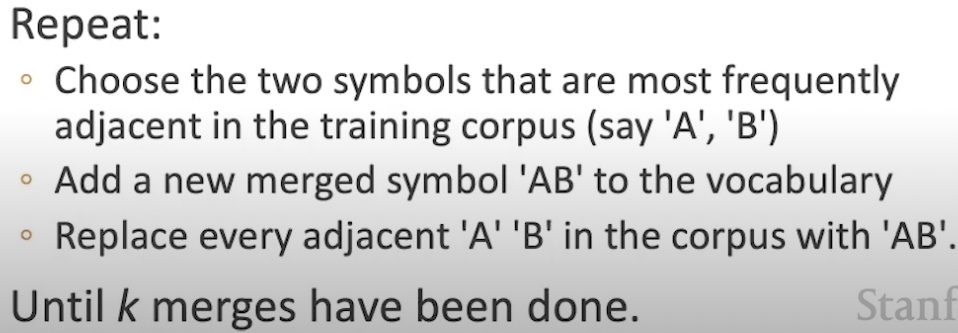 Repeat:
◦ Choose the two symbols that are most frequently
adjacent in the training corpus (say 'A', 'B')
◦ Add a new merged symbol 'AB' to the vocabulary
◦ Replace every adjacent 'A' 'B' in the corpus with 'AB'.
Until k merges have been done.
Stanf